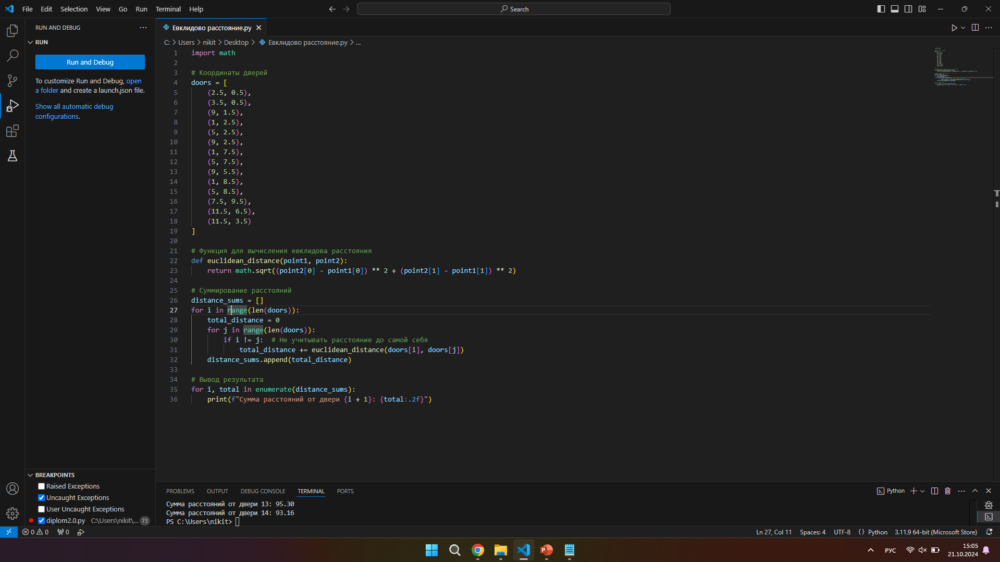 File Edit Selection View Go Run Terminal Help
Search
RUN AND DEBUG
RUN
Run and Debug
To customize Run and Debug, open
a folder and create a launch.json file.
Show all automatic debug
configurations.
Евклидово расстояние.py
C: > Users > nikit > Desktop > Евклидово расстояние.py > ...
1 import math
2
3 # Координаты дверей
4 doors = [
5 (2.5, 0.5),
6 (3.5, 0.5),
7 (9, 1.5),
8 (1, 2.5),
9 (5, 2.5),
10 (9, 2.5),
11 (1, 7.5),
12 (5, 7.5),
13 (9, 5.5),
14 (1, 8.5),
15 (5, 8.5),
16 (7.5, 9.5),
17 (11.5, 6.5),
18 (11.5, 3.5)
19 ]
20
21 # Функция для вычисления евклидова расстояния
22 def euclidean_distance(point1, point2):
23 return math.sqrt((point2[0] - point1[0]) ** 2 + (point2[1] - point1[1]) ** 2)
24
25 # Суммирование расстояний
26 distance_sums = []
27 for i in range(len(doors)):
28 total_distance = 0
29 for j in range(len(doors)):
30 if i != j: # Не учитывать расстояние до самой себя
31 total_distance += euclidean_distance(doors[i], doors[j])
32 distance_sums.append(total_distance)
33
34 # Вывод результата
35 for i, total in enumerate(distance_sums):
36 print(f"Сумма расстояний от двери {i + 1}: {total:.2f}")
BREAKPOINTS
Raised Exceptions
Uncaught Exceptions
User Uncaught Exceptions
diplom2.0.py C:\Users\nikit\... 73
PROBLEMS OUTPUT DEBUG CONSOLE TERMINAL PORTS
Python
Сумма расстояний от двери 13: 95.30
Сумма расстояний от двери 14: 93.16
PS C:\Users\nikit>
0 0 0
Ln 27, Col 11 Spaces: 4 UTF-8 {} Python 3.11.9 64-bit (Microsoft Store)
РУС
15:05
21.10.2024